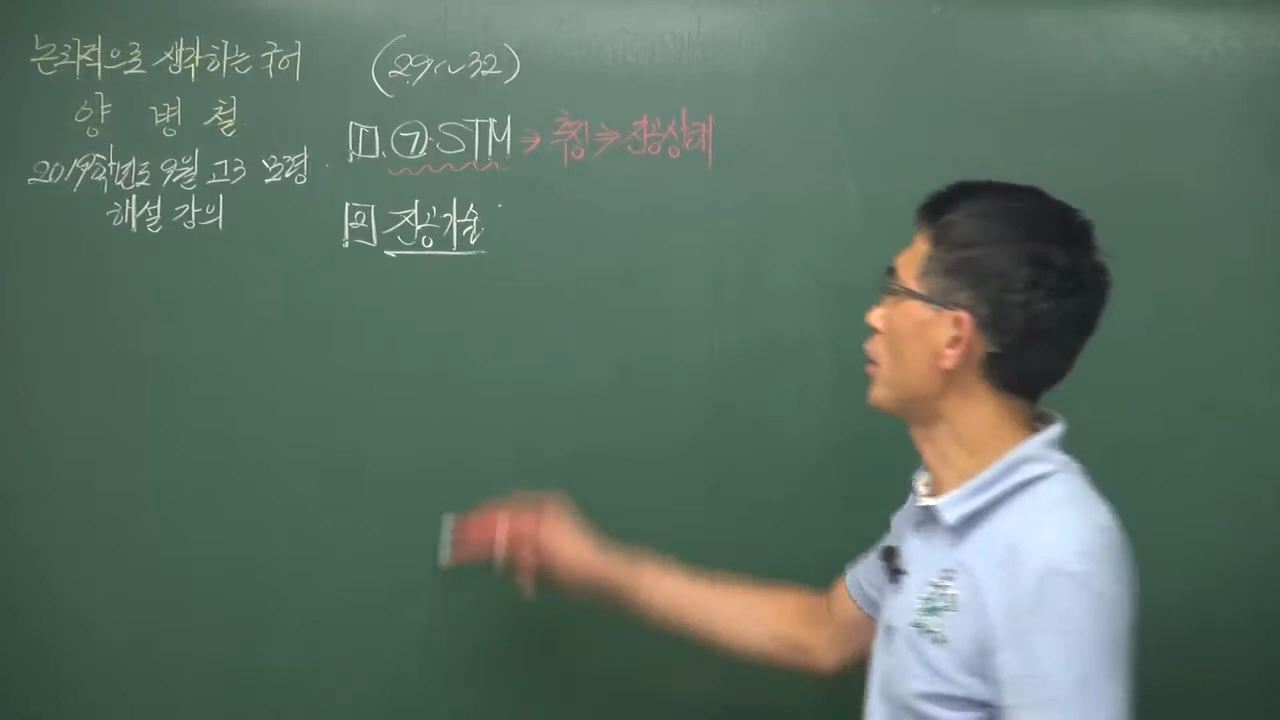 논리적으로 생각하는 국어
양 병 철
2019학년도 9월 고3 모평
해설 강의
(29~32)
1. ㉠·STM → 측정 → 진공상태
2 진공기술